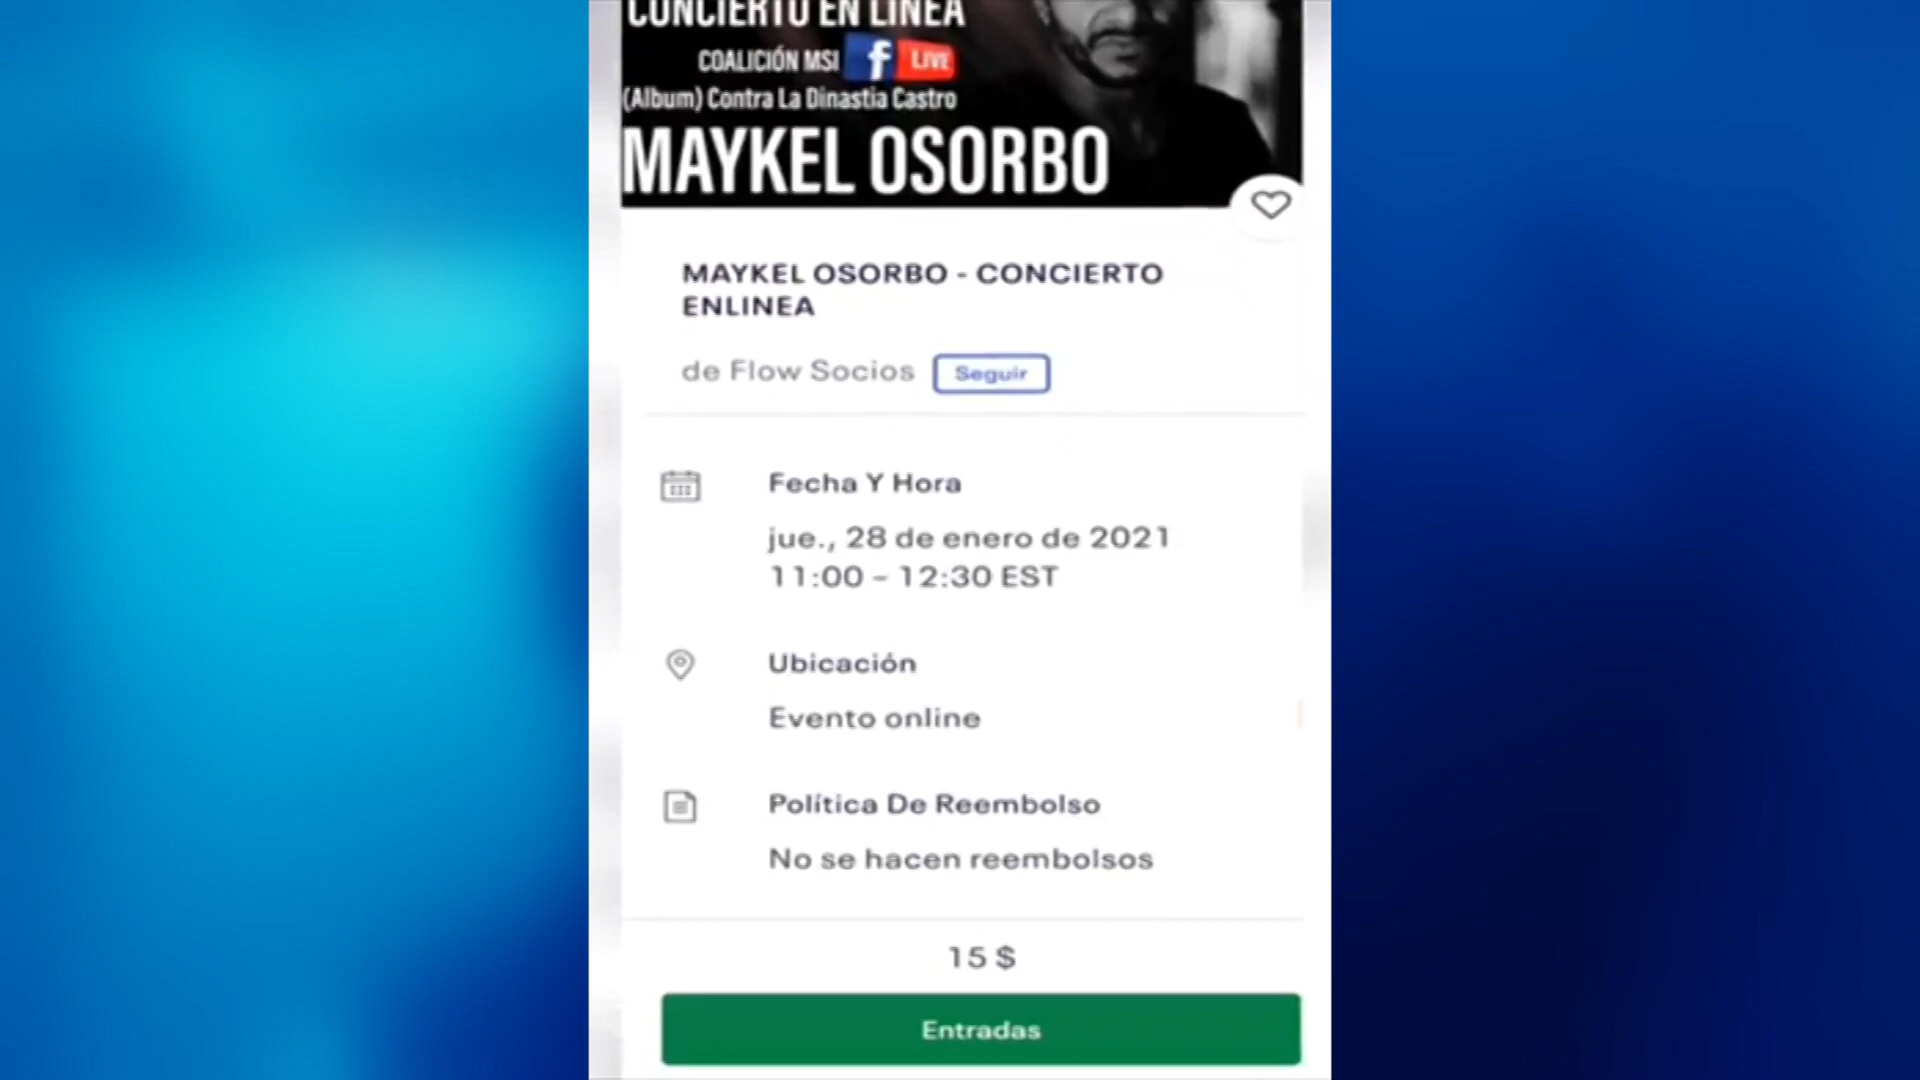 CONCIERTO EN LÍNEA
COALICIÓN MSI f LIVE
(Album) Contra La Dinastia Castro
MAYKEL OSORBO
MAYKEL OSORBO - CONCIERTO
ENLINEA
de Flow Socios Seguir
Fecha Y Hora
jue., 28 de enero de 2021
11:00 – 12:30 EST
Ubicación
Evento online
Política De Reembolso
No se hacen reembolsos
15 $
Entradas